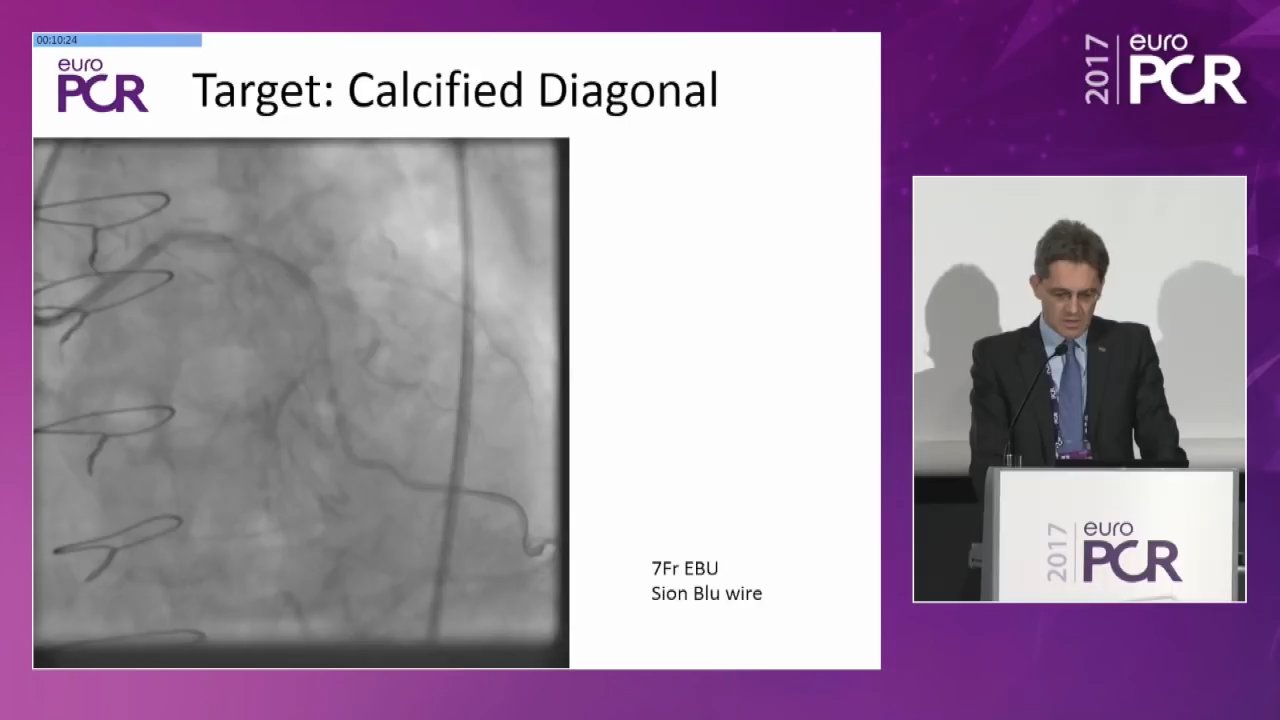 00:10:24
euro
PCR
Target: Calcified Diagonal
7Fr EBU
Sion Blu wire
2017
euro
PCR
2017
euro
PCR